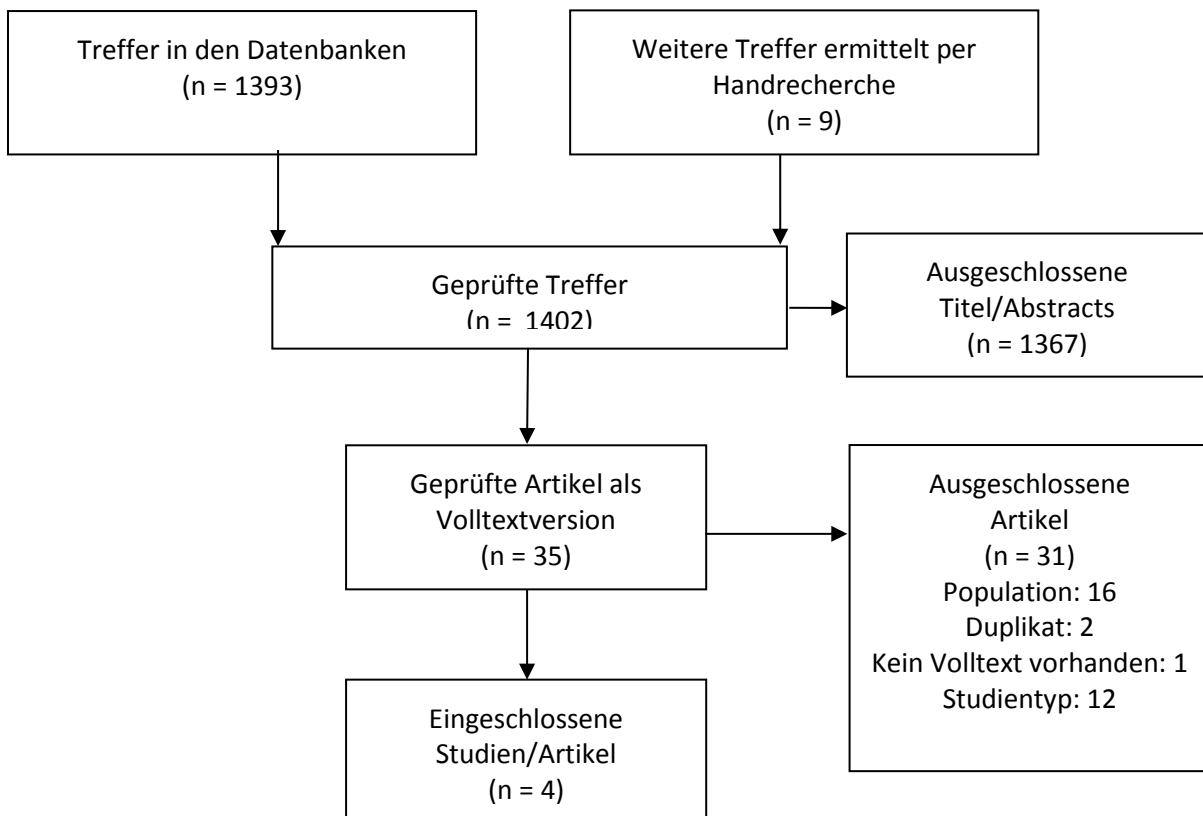 Treffer in den Datenbanken
(n = 1393)
Weitere Treffer ermittelt per
Handrecherche
(n = 9)
Geprüfte Treffer
(n =  1402)
Ausgeschlossene
Titel/Abstracts
(n = 1367)
Geprüfte Artikel als
Volltextversion
(n = 35)
Ausgeschlossene
Artikel
(n = 31)
Population: 16
Duplikat: 2
Kein Volltext vorhanden: 1
Studientyp: 12
Eingeschlossene
Studien/Artikel
(n = 4)